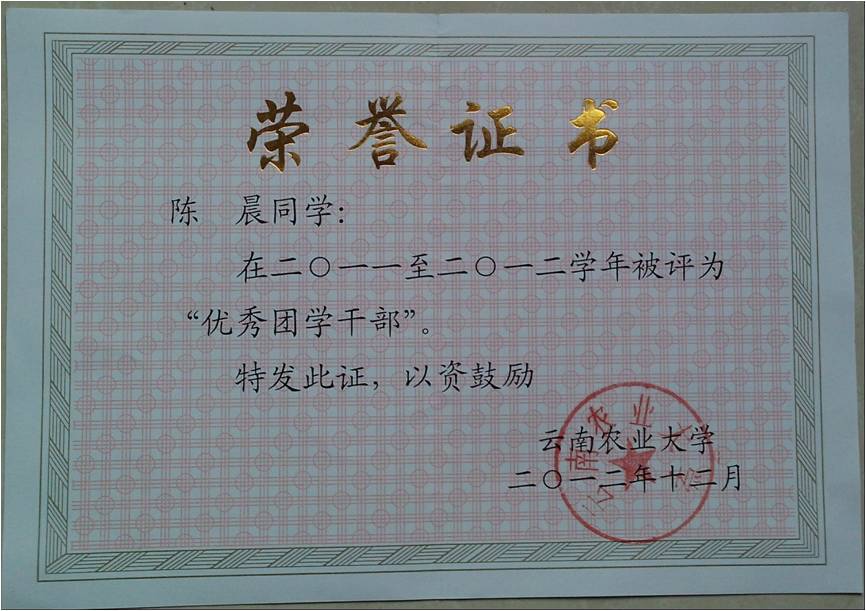 荣誉证书
陈 晨同学：
在二〇一一至二〇一二学年被评为
“优秀团学干部”。
特发此证，以资鼓励
云南农业大学
二〇一二年十二月